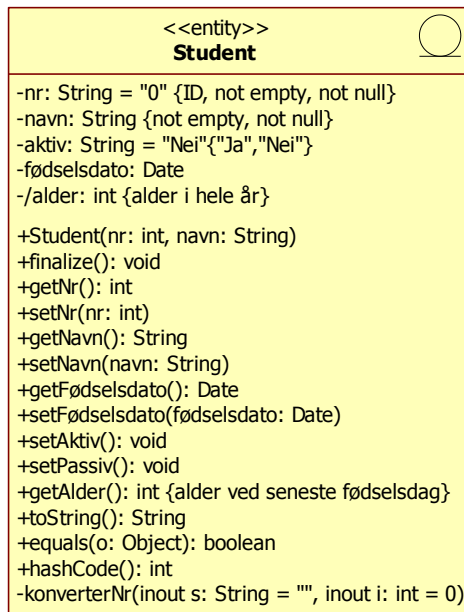 <<entity>>
Student
-nr: String = "0" {ID, not empty, not null}
-navn: String {not empty, not null}
-aktiv: String = "Nei"{"Ja","Nei"}
-fødselsdato: Date
-/alder: int {alder i hele år}
+Student(nr: int, navn: String)
+finalize(): void
+getNr(): int
+setNr(nr: int)
+getNavn(): String
+setNavn(navn: String)
+getFødselsdato(): Date
+setFødselsdato(fødselsdato: Date)
+setAktiv(): void
+setPassiv(): void
+getAlder(): int {alder ved seneste fødselsdag}
+toString(): String
+equals(o: Object): boolean
+hashCode(): int
-konverterNr(inout s: String = "", inout i: int = 0)